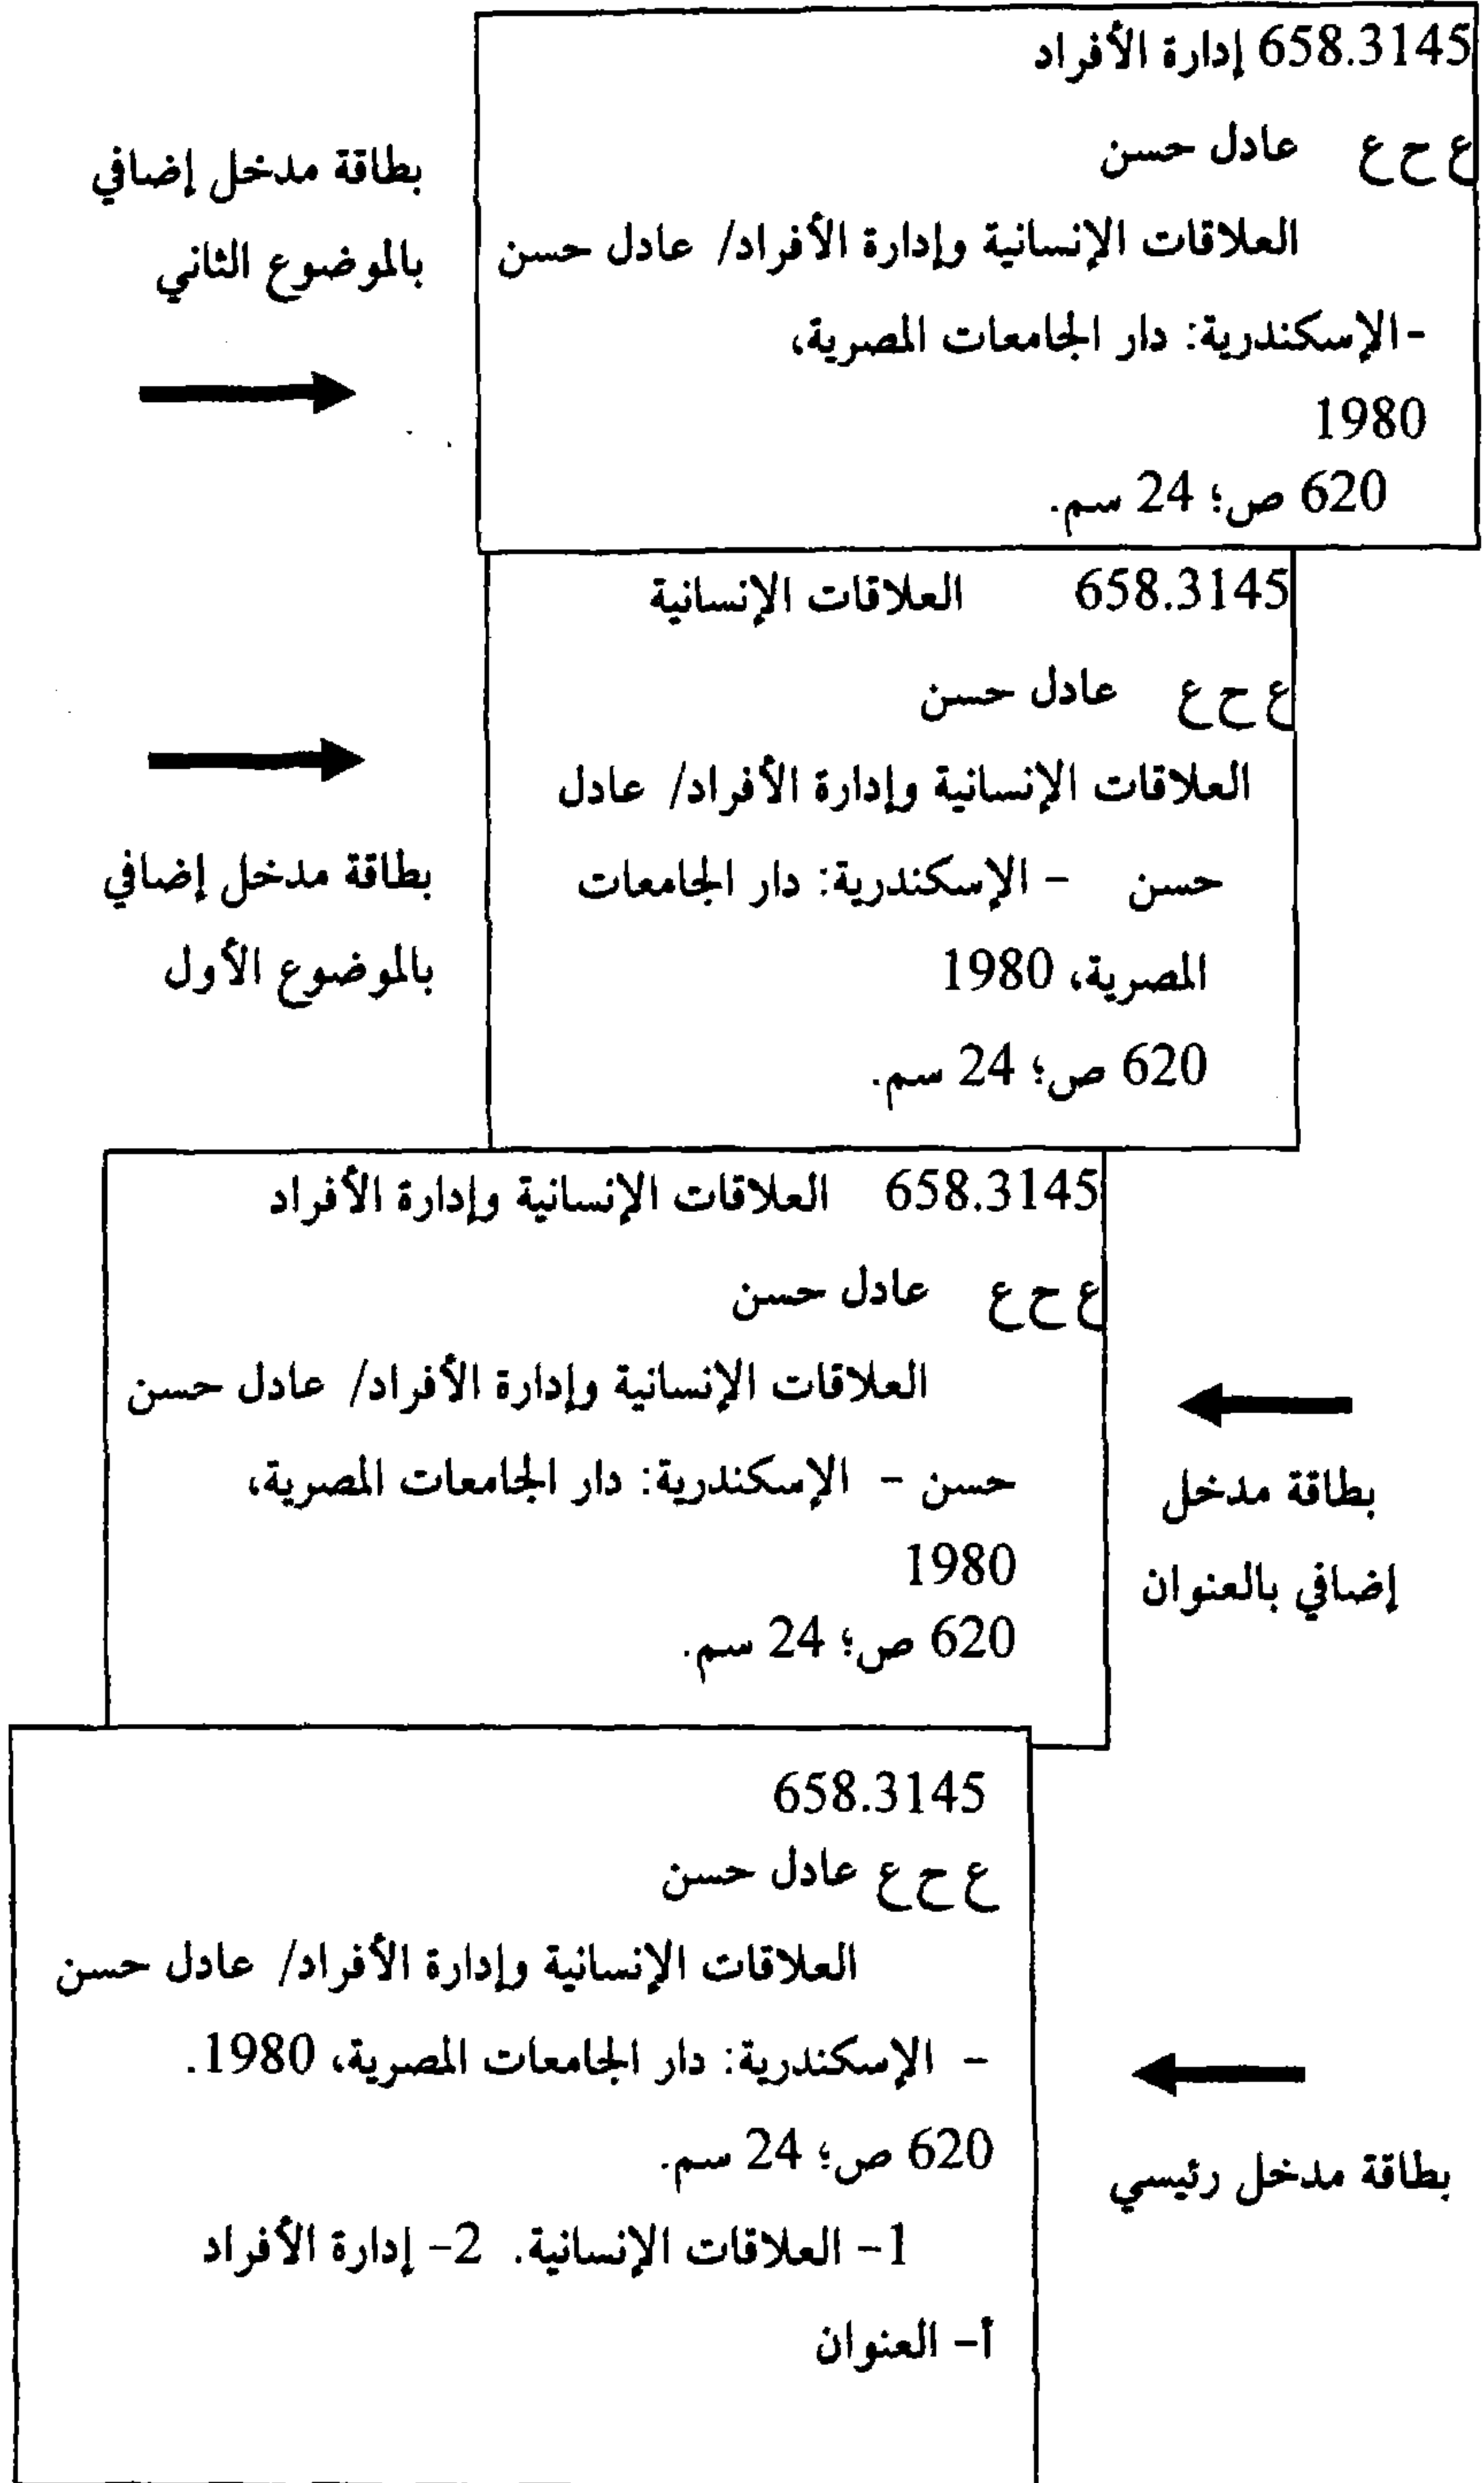 658.3145 إدارة الأفراد
ع ح ع عادل حسن
العلاقات الإنسانية وإدارة الأفراد/ عادل حسن
-الإسكندرية: دار الجامعات المصرية،
1980
620 ص؛ 24 سم.
بطاقة مدخل إضافي
بالموضوع الثاني
658.3145 العلاقات الإنسانية
ع ح ع عادل حسن
العلاقات الإنسانية وإدارة الأفراد/ عادل
حسن - الإسكندرية: دار الجامعات
المصرية، 1980
620 ص؛ 24 سم.
بطاقة مدخل إضافي
بالموضوع الأول
658.3145 العلاقات الإنسانية وإدارة الأفراد
ع ح ع عادل حسن
العلاقات الإنسانية وإدارة الأفراد/ عادل حسن
حسن - الإسكندرية: دار الجامعات المصرية،
1980
620 ص؛ 24 سم.
بطاقة مدخل
إضافي بالعنوان
658.3145
ع ح ع عادل حسن
العلاقات الإنسانية وإدارة الأفراد/ عادل حسن
- الإسكندرية: دار الجامعات المصرية، 1980.
620 ص؛ 24 سم.
1- العلاقات الإنسانية. 2- إدارة الأفراد
أ- العنوان
بطاقة مدخل رئيسي